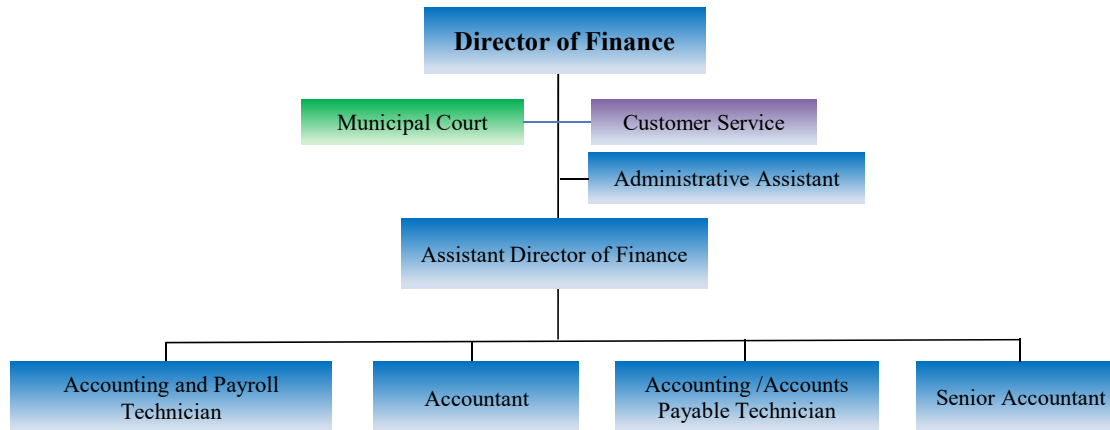 Director of Finance
Municipal Court
Customer Service
Administrative Assistant
Assistant Director of Finance
Accounting and Payroll
Technician
Accountant
Accounting /Accounts
Payable Technician
Senior Accountant